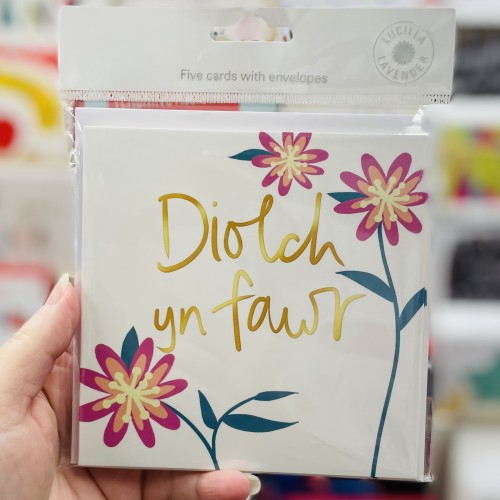 Five cards with envelopes
LUCILLA
LAVENDER
Diolch
yn fawr